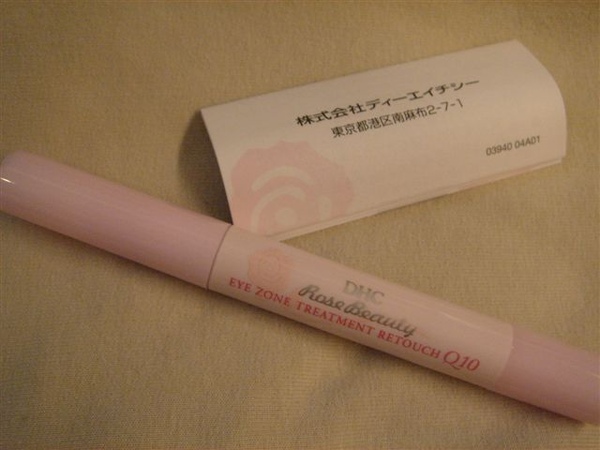 株式会社ディーエイチシー
東京都港区南麻布2-7-1
03940 04A01
DHC
Rose Beauty
EYE ZONE TREATMENT RETOUCH Q10